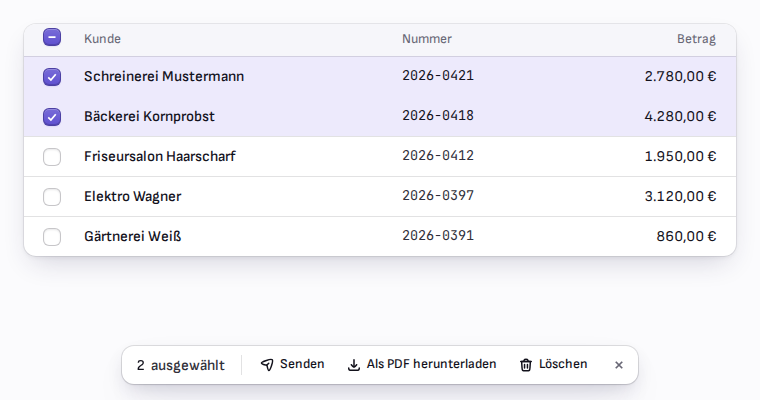 Kunde Nummer Betrag
Schreinerei Mustermann 2026-0421 2.780,00 €
Bäckerei Kornprobst 2026-0418 4.280,00 €
Friseursalon Haarscharf 2026-0412 1.950,00 €
Elektro Wagner 2026-0397 3.120,00 €
Gärtnerei Weiß 2026-0391 860,00 €
2 ausgewählt Senden Als PDF herunterladen Löschen